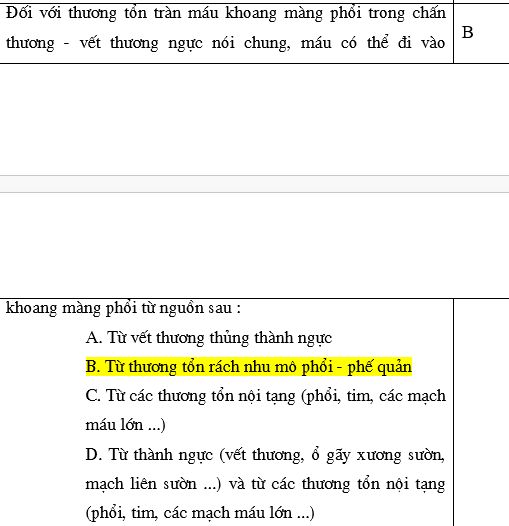 Đối với thương tổn tràn máu khoang màng phổi trong chấn
thương - vết thương ngực nói chung, máu có thể đi vào
B
khoang màng phổi từ nguồn sau :
A. Từ vết thương thủng thành ngực
B. Từ thương tổn rách nhu mô phổi - phế quản
C. Từ các thương tổn nội tạng (phổi, tim, các mạch
máu lớn ...)
D. Từ thành ngực (vết thương, ổ gãy xương sườn,
mạch liên sườn ...) và từ các thương tổn nội tạng
(phổi, tim, các mạch máu lớn ...)